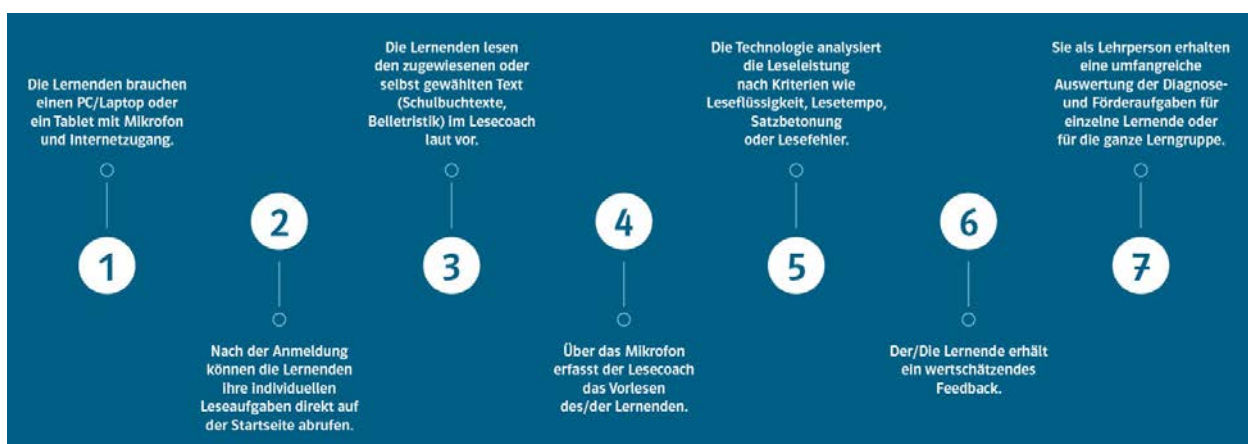 Die Lernenden brauchen
einen PC/Laptop oder
ein Tablet mit Mikrofon
und Internetzugang.
1
2
Nach der Anmeldung
können die Lernenden
ihre individuellen
Leseaufgaben direkt auf
der Startseite abrufen.
Die Lernenden lesen
den zugewiesenen oder
selbst gewählten Text
(Schulbuchtexte,
Belletristik) im Lesecoach
laut vor.
3
4
Über das Mikrofon
erfasst der Lesecoach
das Vorlesen
des/der Lernenden.
Die Technologie analysiert
die Leseleistung
nach Kriterien wie
Leseflüssigkeit, Lesetempo,
Satzbetonung
oder Lesefehler.
5
6
Der/Die Lernende erhält
ein wertschätzendes
Feedback.
Sie als Lehrperson erhalten
eine umfangreiche
Auswertung der Diagnose-
und Förderaufgaben für
einzelne Lernende oder
für die ganze Lerngruppe.
7